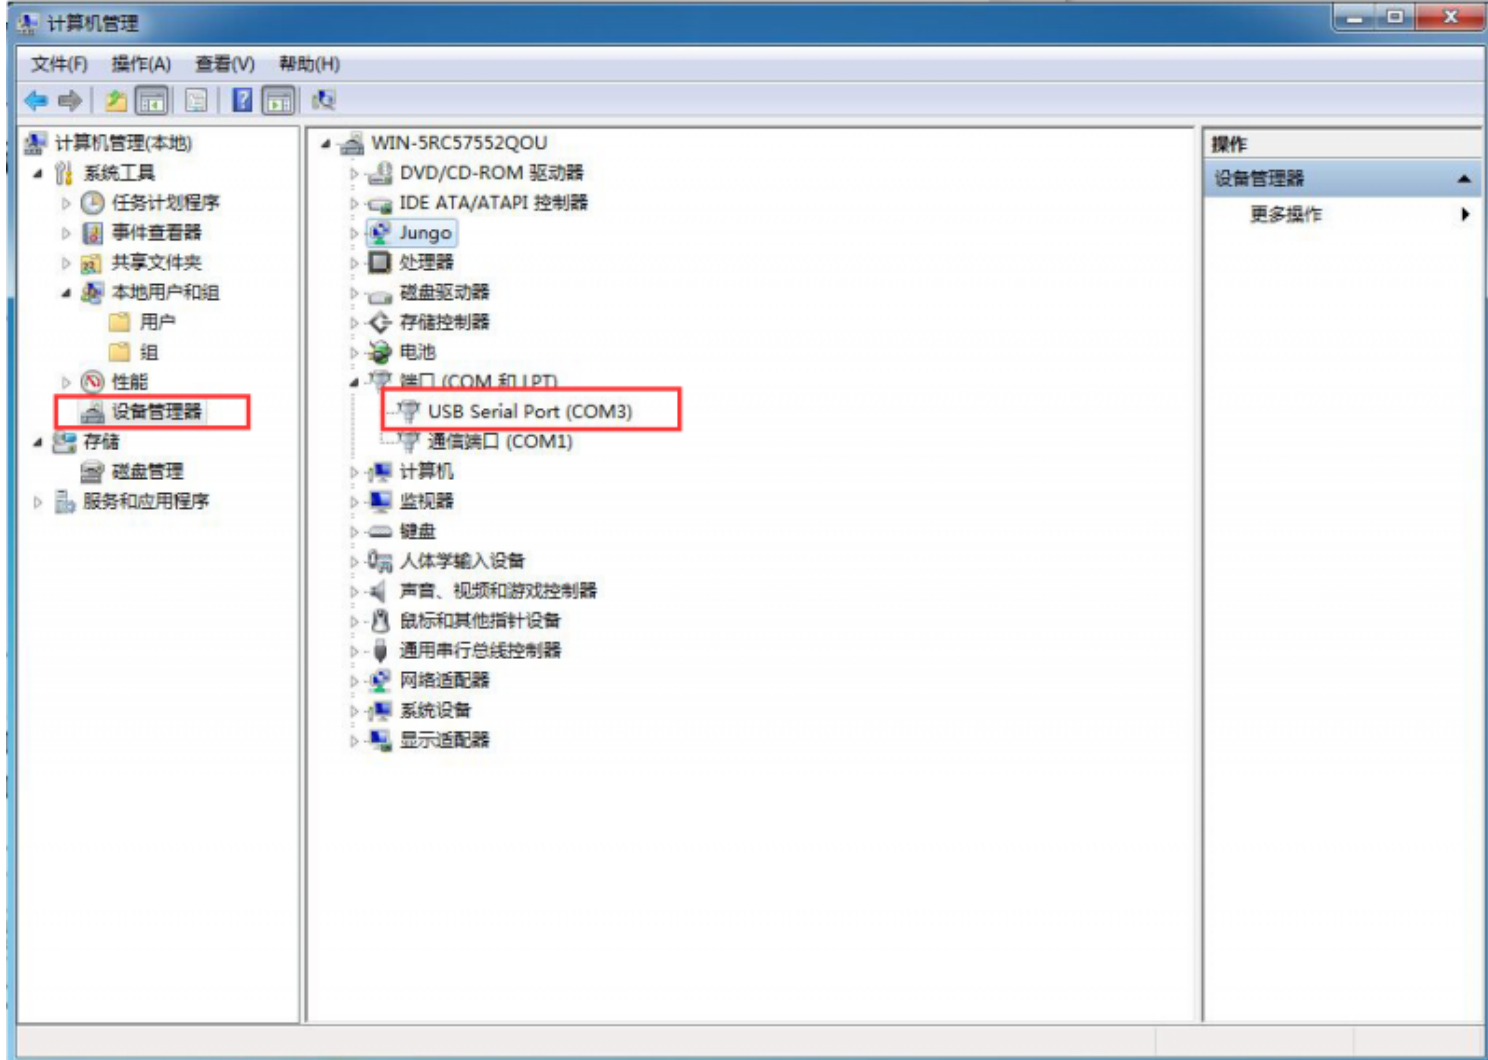 计算机管理
文件(F) 操作(A) 查看(V) 帮助(H)
计算机管理(本地)
系统工具
任务计划程序
事件查看器
共享文件夹
本地用户和组
用户
组
性能
设备管理器
存储
磁盘管理
服务和应用程序
WIN-5RC57552QOU
DVD/CD-ROM 驱动器
IDE ATA/ATAPI 控制器
Jungo
处理器
磁盘驱动器
存储控制器
电池
端口 (COM 和 LPT)
USB Serial Port (COM3)
通信端口 (COM1)
计算机
监视器
键盘
人体学输入设备
声音、视频和游戏控制器
鼠标和其他指针设备
通用串行总线控制器
网络适配器
系统设备
显示适配器
操作
设备管理器
更多操作